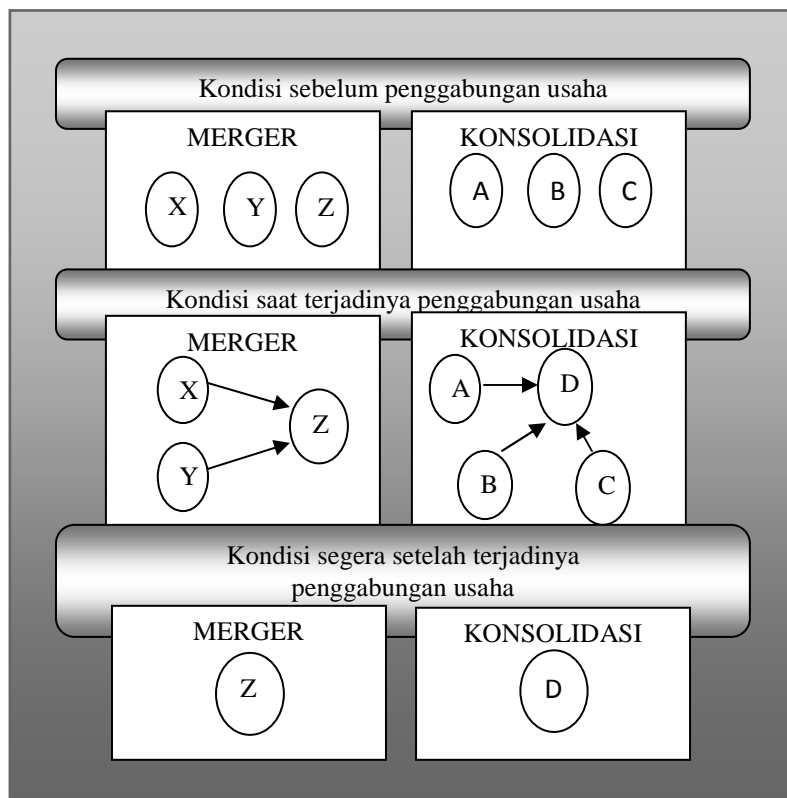 Kondisi sebelum penggabungan usaha
MERGER
X Y Z
KONSOLIDASI
A B C
Kondisi saat terjadinya penggabungan usaha
MERGER
X
Y
Z
KONSOLIDASI
A
D
B
C
Kondisi segera setelah terjadinya
penggabungan usaha
MERGER
Z
KONSOLIDASI
D